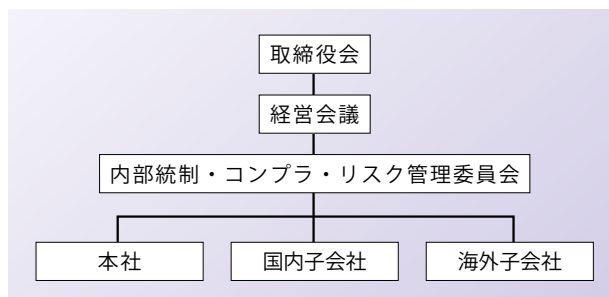 取締役会
経営会議
内部統制・コンプラ・リスク管理委員会
本社
国内子会社
海外子会社